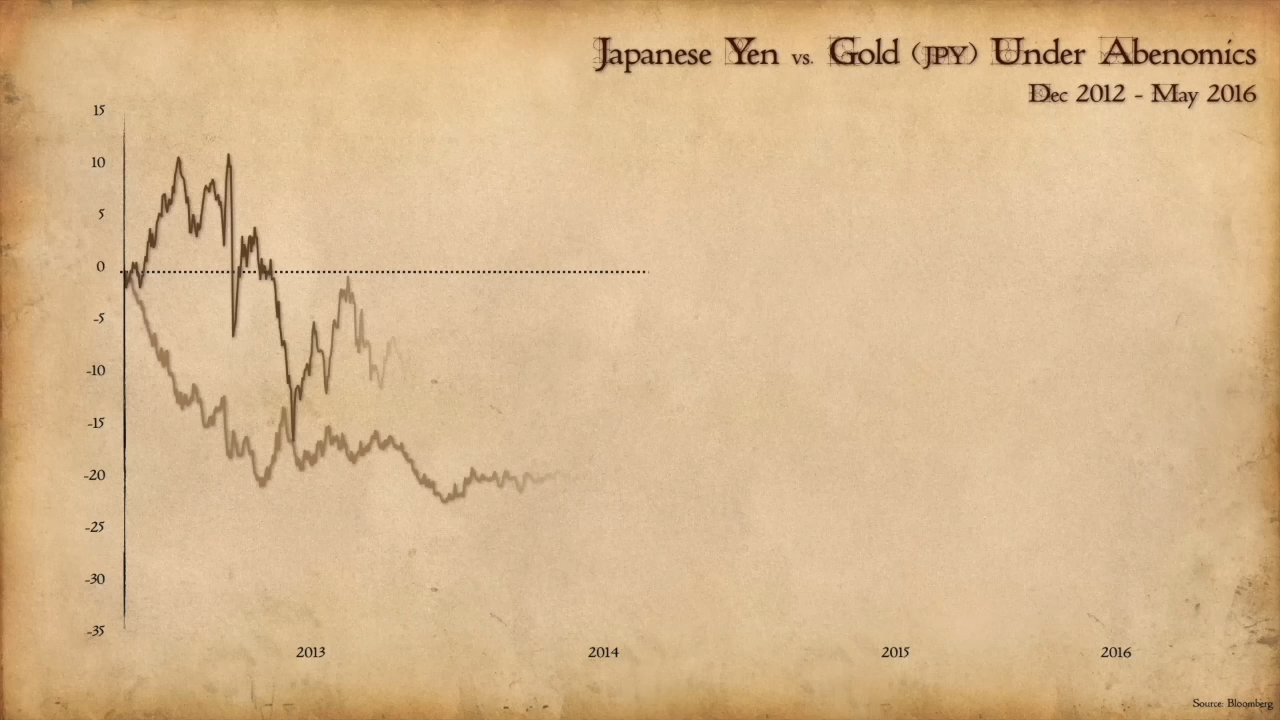 Japanese Yen vs. Gold (JPY) Under Abenomics
Dec 2012 - May 2016
15
10
5
0
-5
-10
-15
-20
-25
-30
-35
2013 2014 2015 2016
Source: Bloomberg